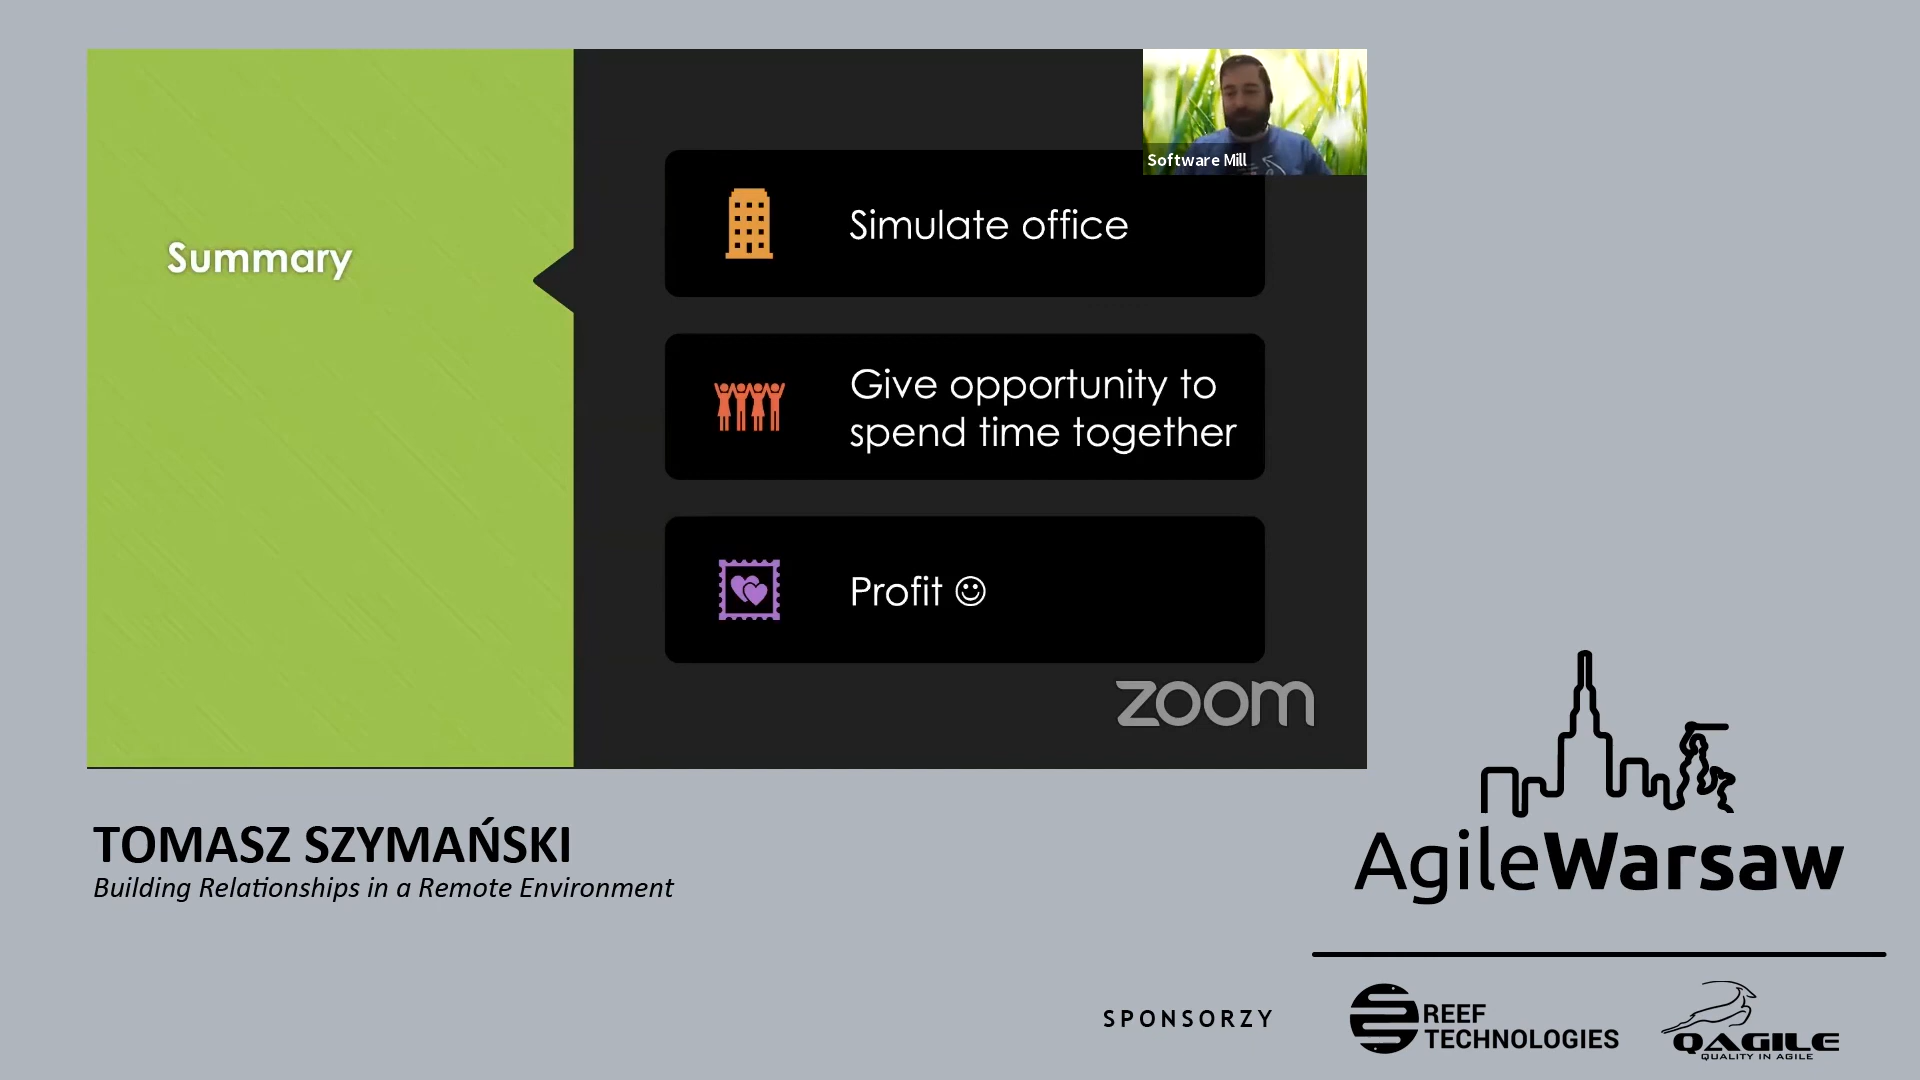 Software Mill
Summary
Simulate office
Give opportunity to
spend time together
Profit ☺
zoom
TOMASZ SZYMAŃSKI
Building Relationships in a Remote Environment
AgileWarsaw
SPONSORZY
REEF
TECHNOLOGIES
QAGILE
QUALITY IN AGILE